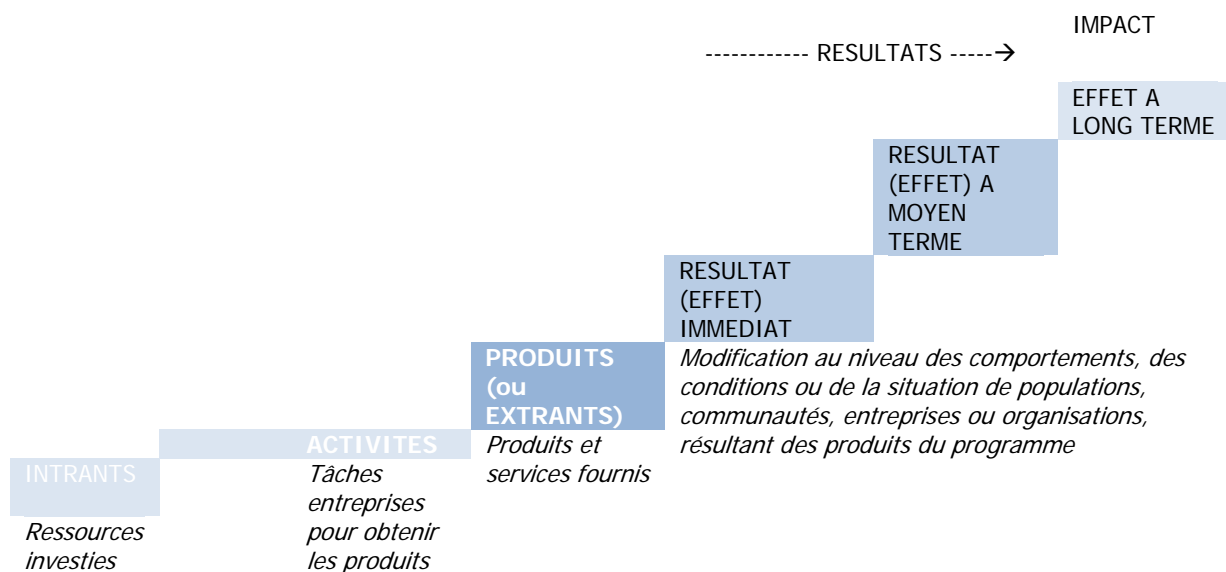 IMPACT
------------ RESULTATS -----→
EFFET A
LONG TERME
RESULTAT
(EFFET) A
MOYEN
TERME
RESULTAT
(EFFET)
IMMEDIAT
PRODUITS
(ou
EXTRANTS)
Modification au niveau des comportements, des
conditions ou de la situation de populations,
communautés, entreprises ou organisations,
résultant des produits du programme
ACTIVITES
Produits et
services fournis
INTRANTS
Tâches
entreprises
pour obtenir
les produits
Ressources
investies